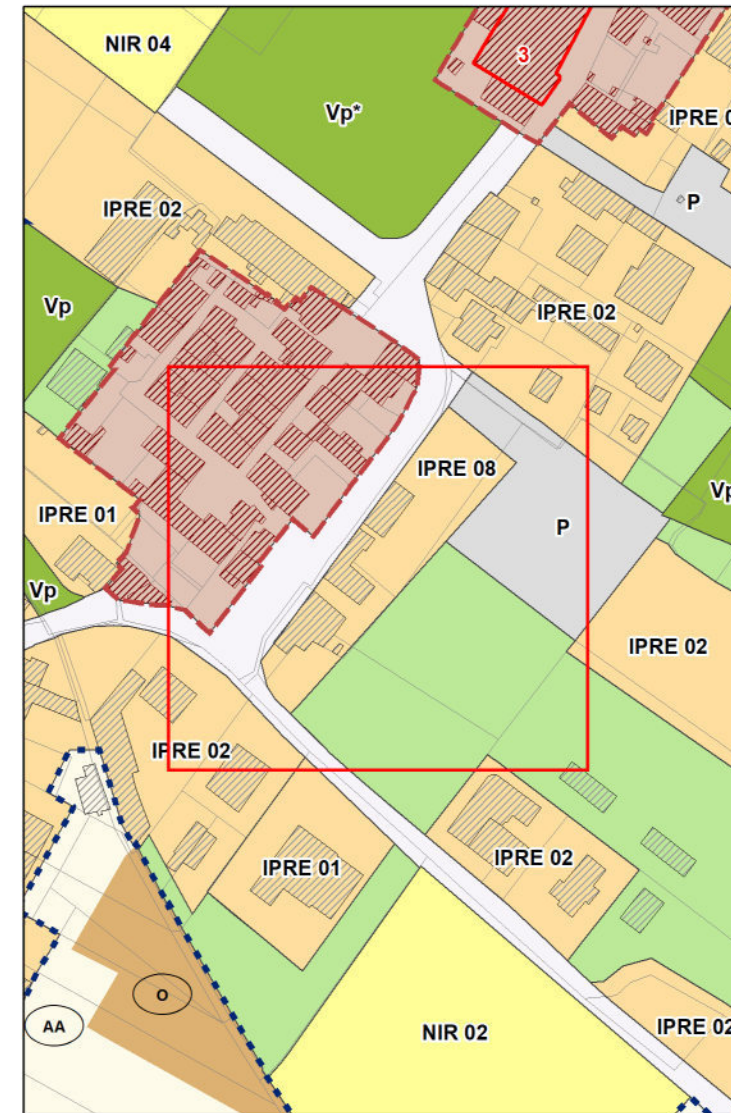 NIR 04
3
Vp*
IPRE 0
P
IPRE 02
Vp
IPRE 02
IPRE 08
Vp
IPRE 01
P
Vp
IPRE 02
IPRE 02
IPRE 02
IPRE 01
O
AA
NIR 02
IPRE 02